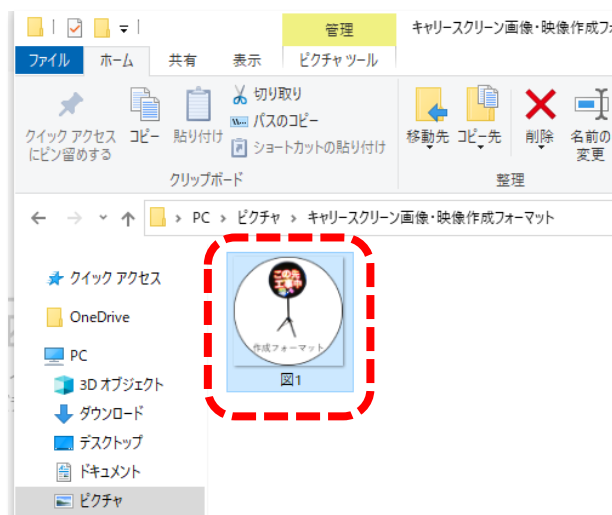 管理
キャリースクリーン画像・映像作成フォ
ファイル ホーム 共有 表示 ピクチャ ツール
クイック アクセス
にピン留めする
コピー
貼り付け
切り取り
パスのコピー
ショートカットの貼り付け
移動先 コピー先 削除 名前の
変更
クリップボード 整理
PC › ピクチャ › キャリースクリーン画像・映像作成フォーマット
クイック アクセス
OneDrive
PC
3D オブジェクト
ダウンロード
デスクトップ
ドキュメント
ピクチャ
この先
工事中
作成フォーマット
図1